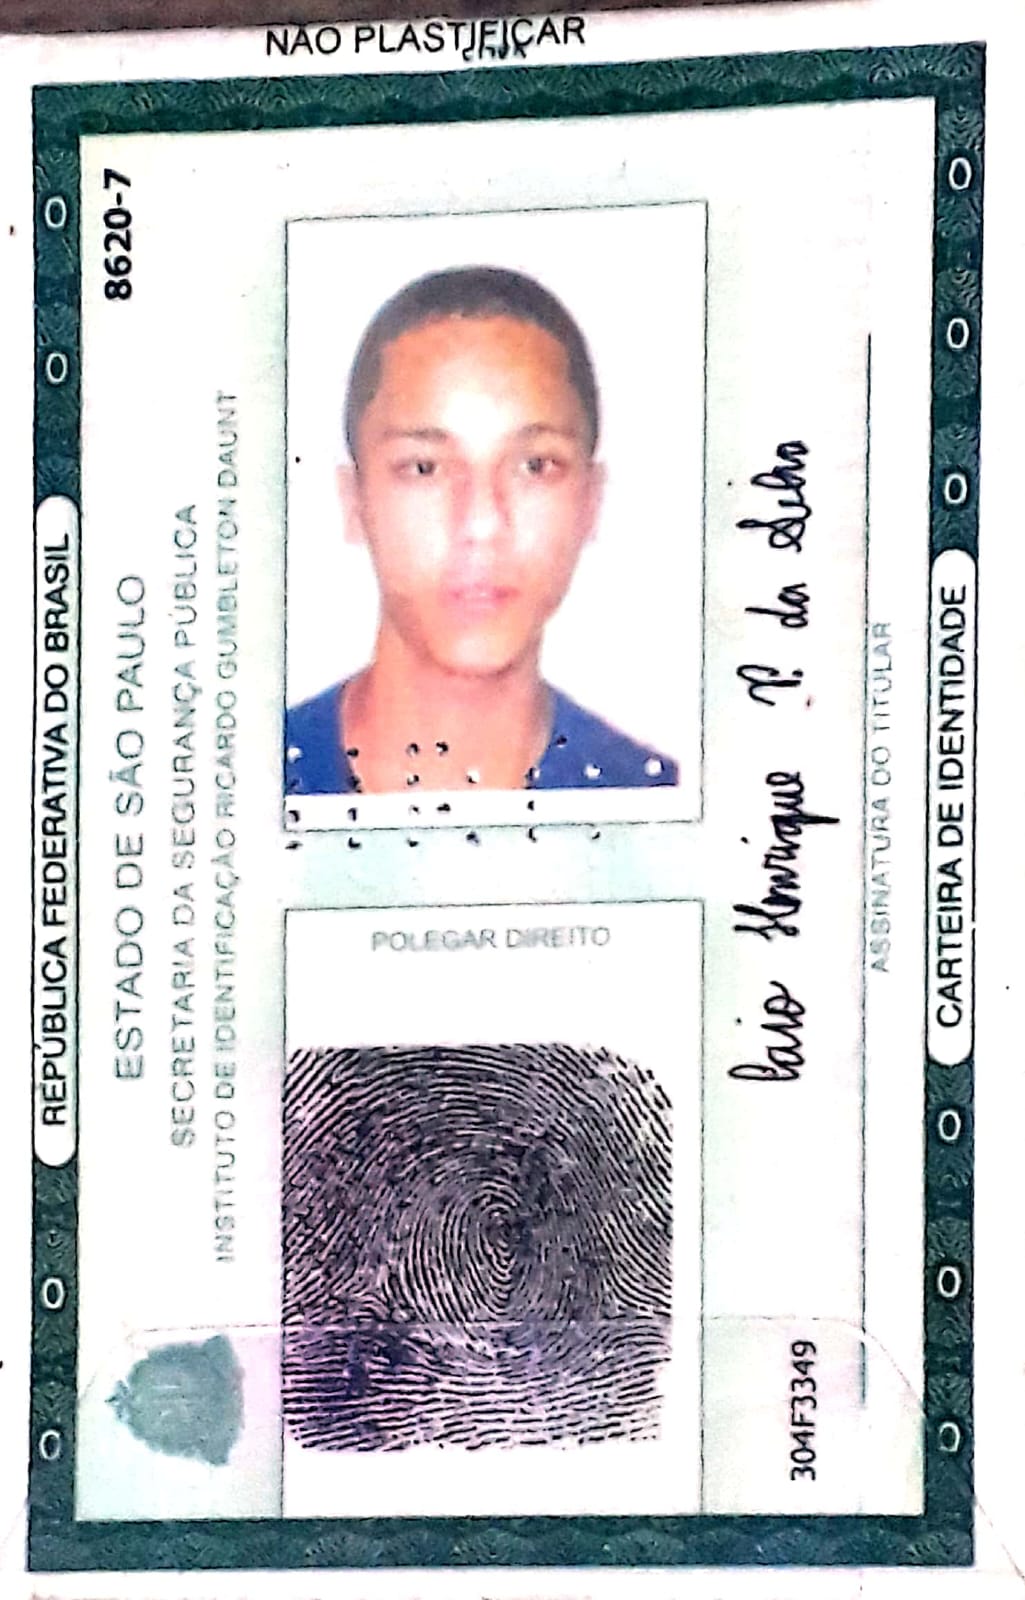 REPÚBLICA FEDERATIVA DO BRASIL
ESTADO DE SÃO PAULO
8620-7
SECRETARIA DA SEGURANÇA PÚBLICA
INSTITUTO DE IDENTIFICAÇÃO RICARDO GUMBLETON DAUNT
POLEGAR DIREITO
304F3349
Caio Henrique P. da Silva
ASSINATURA DO TITULAR
CARTEIRA DE IDENTIDADE
NÃO PLASTIFICAR